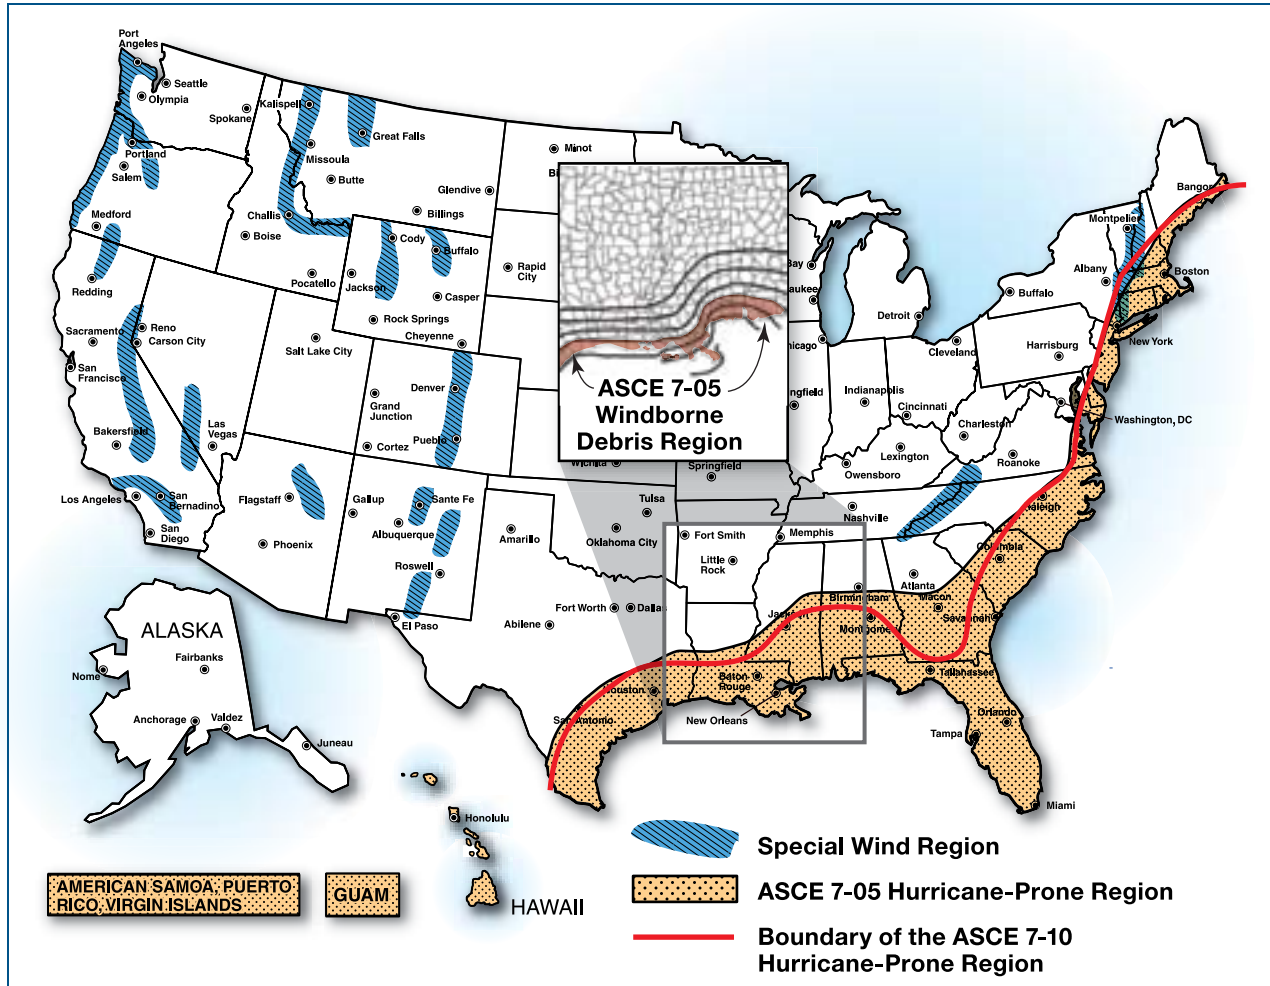 Port
Angeles
Seattle
Olympia
Spokane
Kalispell
Great Falls
Missoula
Portland
Salem
Butte
Glendive
Minot
Medford
Challis
Billings
Boise
Cody
Buffalo
Rapid
City
Redding
Pocatello
Jackson
Casper
Rock Springs
Cheyenne
Sacramento
Reno
Carson City
Salt Lake City
San
Francisco
Denver
Grand
Junction
Bakersfield
Las
Vegas
Cortez
Pueblo
Los Angeles
San
Bernadino
San
Diego
Flagstaff
Phoenix
Gallup
Sante Fe
Albuquerque
Roswell
El Paso
Amarillo
Tulsa
Oklahoma City
Fort Worth
Dallas
Abilene
Houston
San Antonio
Springfield
Fort Smith
Little
Rock
Memphis
Nashville
Owensboro
Lexington
Indianapolis
Cincinnati
Charleston
Roanoke
Cleveland
Detroit
Buffalo
Harrisburg
Albany
Montpelier
Bangor
Boston
New York
Washington, DC
Columbia
Atlanta
Macon
Savannah
Birmingham
Baton
Rouge
New Orleans
Tallahassee
Orlando
Tampa
Miami
ASCE 7-05
Windborne
Debris Region
ALASKA
Fairbanks
Nome
Anchorage
Valdez
Juneau
Honolulu
HAWAII
AMERICAN SAMOA, PUERTO
RICO, VIRGIN ISLANDS
GUAM
Special Wind Region
ASCE 7-05 Hurricane-Prone Region
Boundary of the ASCE 7-10
Hurricane-Prone Region